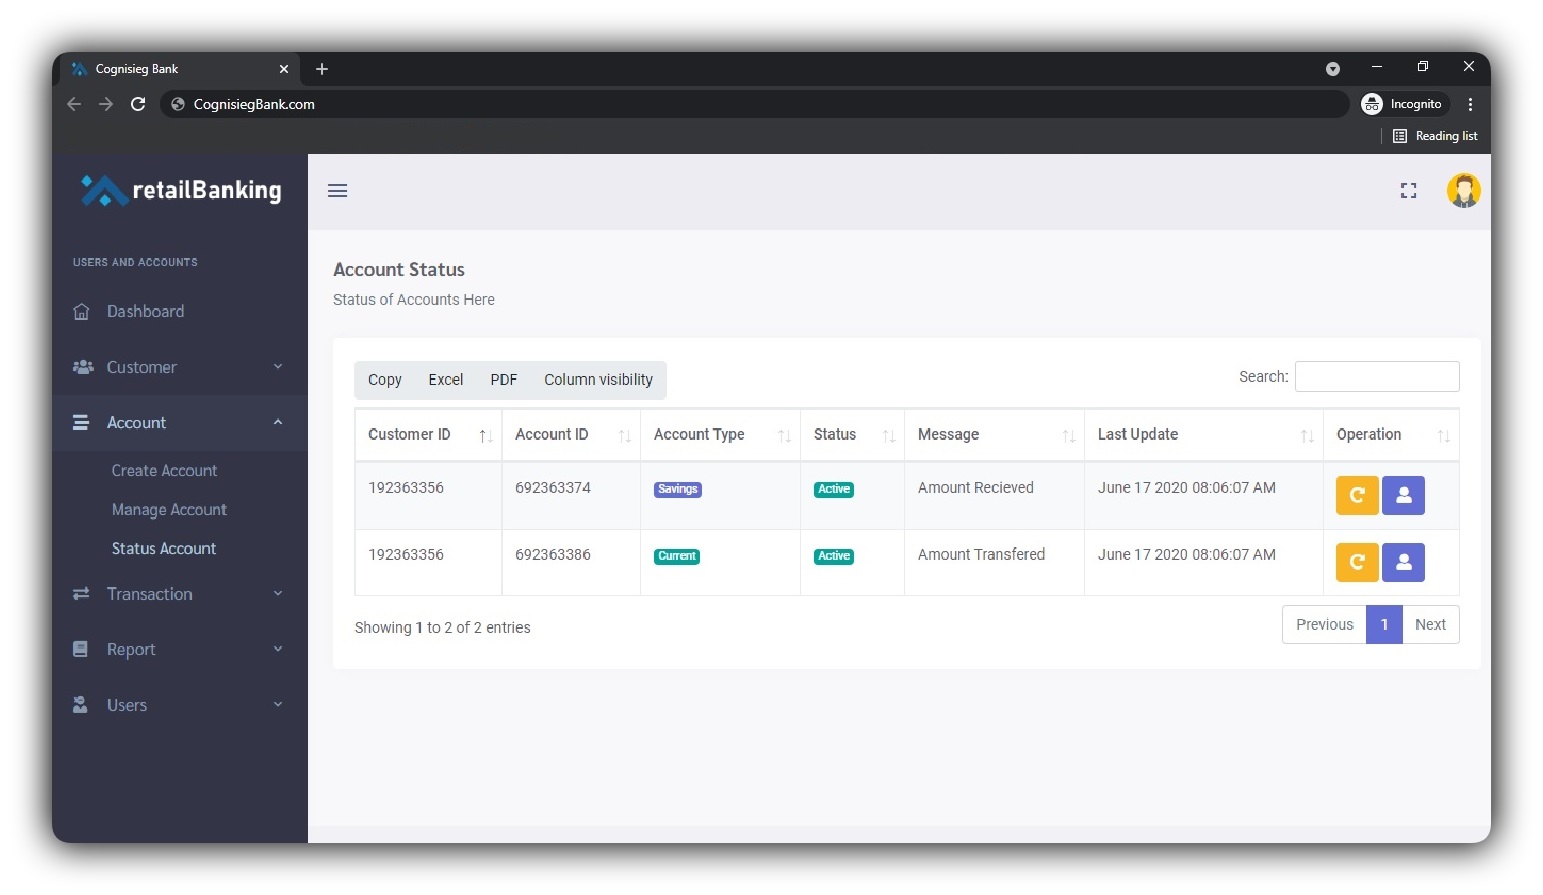 Cognisieg Bank
CognisiegBank.com
Incognito
Reading list
retailBanking
USERS AND ACCOUNTS
Dashboard
Customer
Account
Create Account
Manage Account
Status Account
Transaction
Report
Users
Account Status
Status of Accounts Here
Copy Excel PDF Column visibility
Search:
Customer ID Account ID Account Type Status Message Last Update Operation
192363356 692363374 Savings Active Amount Recieved June 17 2020 08:06:07 AM
192363356 692363386 Current Active Amount Transfered June 17 2020 08:06:07 AM
Showing 1 to 2 of 2 entries
Previous 1 Next